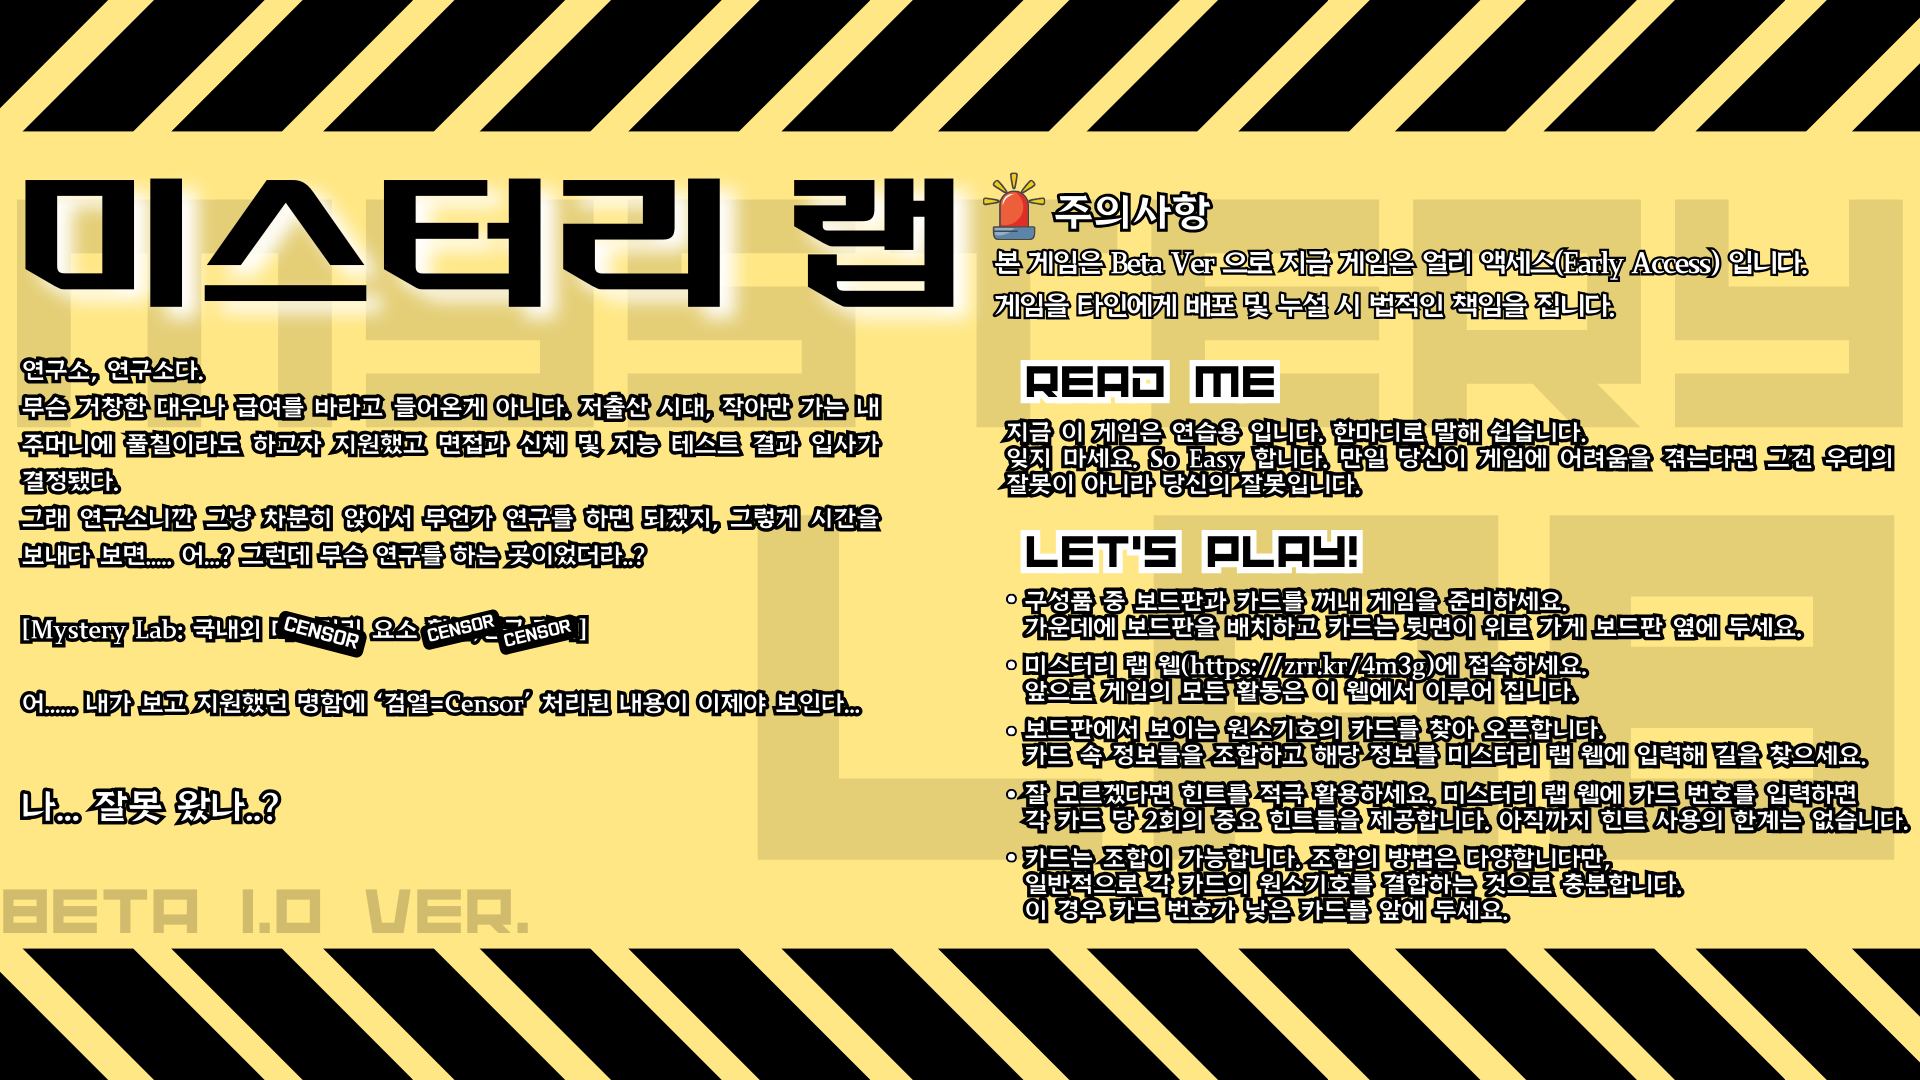 미스터리 랩
연구소, 연구소다.
무슨 거창한 대우나 급여를 바라고 들어온게 아니다. 저출산 시대, 작아만 가는 내
주머니에 풀칠이라도 하고자 지원했고 면접과 신체 및 지능 테스트 결과 입사가
결정됐다.
그래 연구소니깐 그냥 차분히 앉아서 무언가 연구를 하면 되겠지, 그렇게 시간을
보내다 보면..... 어...? 그런데 무슨 연구를 하는 곳이었더라..?
[Mystery Lab: 국내외 CENSOR 요소 CENSOR CENSOR ]
어...... 내가 보고 지원했던 명함에 ‘검열=Censor’ 처리된 내용이 이제야 보인다...
나... 잘못 왔나..?
BETA 1.0 VER.
주의사항
본 게임은 Beta Ver 으로 지금 게임은 얼리 액세스(Early Access) 입니다.
게임을 타인에게 배포 및 누설 시 법적인 책임을 집니다.
READ ME
지금 이 게임은 연습용 입니다. 한마디로 말해 쉽습니다.
잊지 마세요. So Easy 합니다. 만일 당신이 게임에 어려움을 겪는다면 그건 우리의
잘못이 아니라 당신의 잘못입니다.
LET'S PLAY!
• 구성품 중 보드판과 카드를 꺼내 게임을 준비하세요.
가운데에 보드판을 배치하고 카드는 뒷면이 위로 가게 보드판 옆에 두세요.
• 미스터리 랩 웹(https://zrr.kr/4m3g)에 접속하세요.
앞으로 게임의 모든 활동은 이 웹에서 이루어 집니다.
• 보드판에서 보이는 원소기호의 카드를 찾아 오픈합니다.
카드 속 정보들을 조합하고 해당 정보를 미스터리 랩 웹에 입력해 길을 찾으세요.
• 잘 모르겠다면 힌트를 적극 활용하세요. 미스터리 랩 웹에 카드 번호를 입력하면
각 카드 당 2회의 중요 힌트들을 제공합니다. 아직까지 힌트 사용의 한계는 없습니다.
• 카드는 조합이 가능합니다. 조합의 방법은 다양합니다만,
일반적으로 각 카드의 원소기호를 결합하는 것으로 충분합니다.
이 경우 카드 번호가 낮은 카드를 앞에 두세요.
MYSTERY
LAB